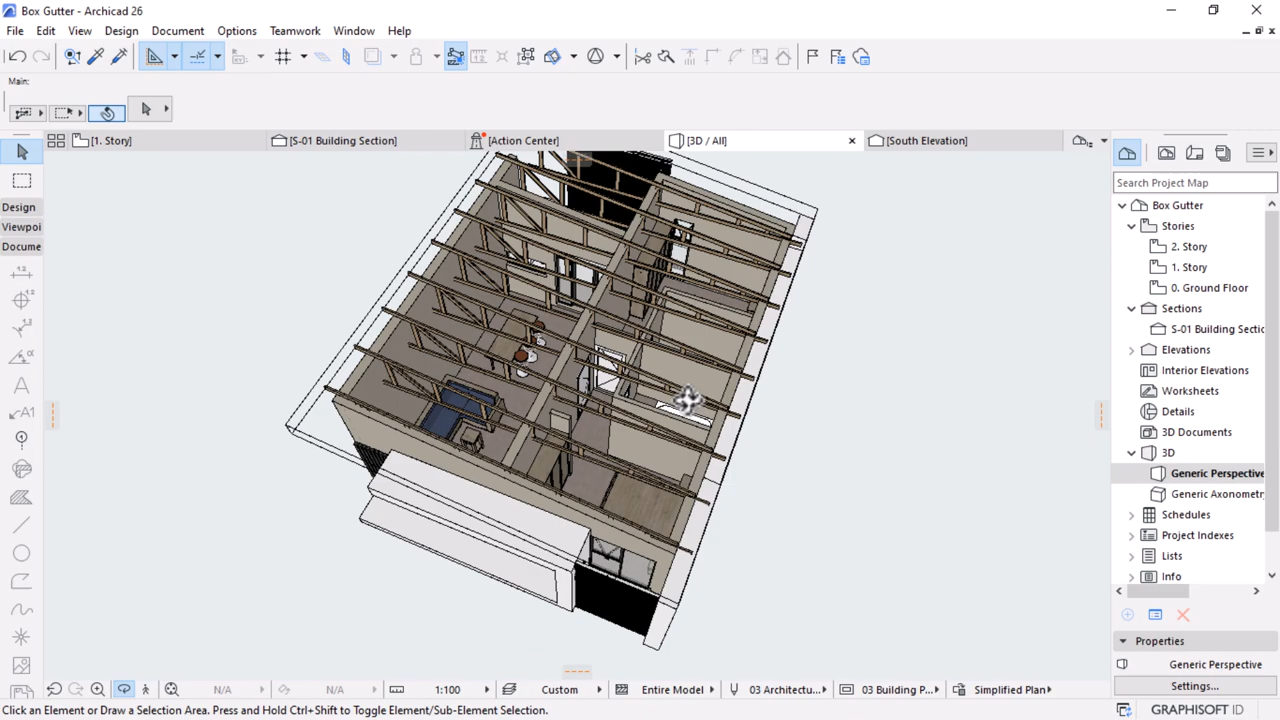 Box Gutter - Archicad 26
File Edit View Design Document Options Teamwork Window Help
Main:
[1. Story] [S-01 Building Section] [Action Center] [3D / All] [South Elevation]
Design
Viewpoi
Docume
1.2
A
A1
Search Project Map
Box Gutter
Stories
2. Story
1. Story
0. Ground Floor
Sections
S-01 Building Sectio
Elevations
Interior Elevations
Worksheets
Details
3D Documents
3D
Generic Perspective
Generic Axonometr
Schedules
Project Indexes
Lists
Info
Properties
Generic Perspective
Settings...
N/A N/A 1:100 Custom Entire Model 03 Architectu... 03 Building P... Simplified Plan
Click an Element or Draw a Selection Area. Press and Hold Ctrl+Shift to Toggle Element/Sub-Element Selection.
GRAPHISOFT ID